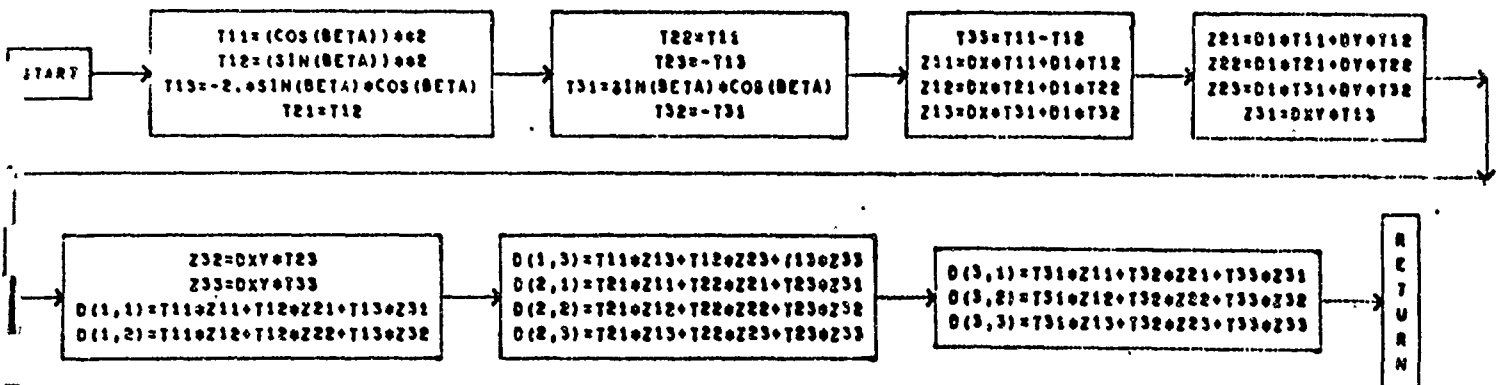 START
T11=(COS(BETA))**2
T12=(SIN(BETA))**2
T13=-2.*SIN(BETA)*COS(BETA)
T21=T12
T22=T11
T23=-T13
T31=SIN(BETA)*COS(BETA)
T32=-T31
T33=T11-T12
Z11=DX*T11+D1*T12
Z12=DX*T21+D1*T22
Z13=DX*T31+D1*T32
Z21=D1*T11+DY*T12
Z22=D1*T21+DY*T22
Z23=D1*T31+DY*T32
Z31=DXY*T13
Z32=DXY*T23
Z33=DXY*T33
D(1,1)=T11*Z11+T12*Z21+T13*Z31
D(1,2)=T11*Z12+T12*Z22+T13*Z32
D(1,3)=T11*Z13+T12*Z23+T13*Z33
D(2,1)=T21*Z11+T22*Z21+T23*Z31
D(2,2)=T21*Z12+T22*Z22+T23*Z32
D(2,3)=T21*Z13+T22*Z23+T23*Z33
D(3,1)=T31*Z11+T32*Z21+T33*Z31
D(3,2)=T31*Z12+T32*Z22+T33*Z32
D(3,3)=T31*Z13+T32*Z23+T33*Z33
RETURN